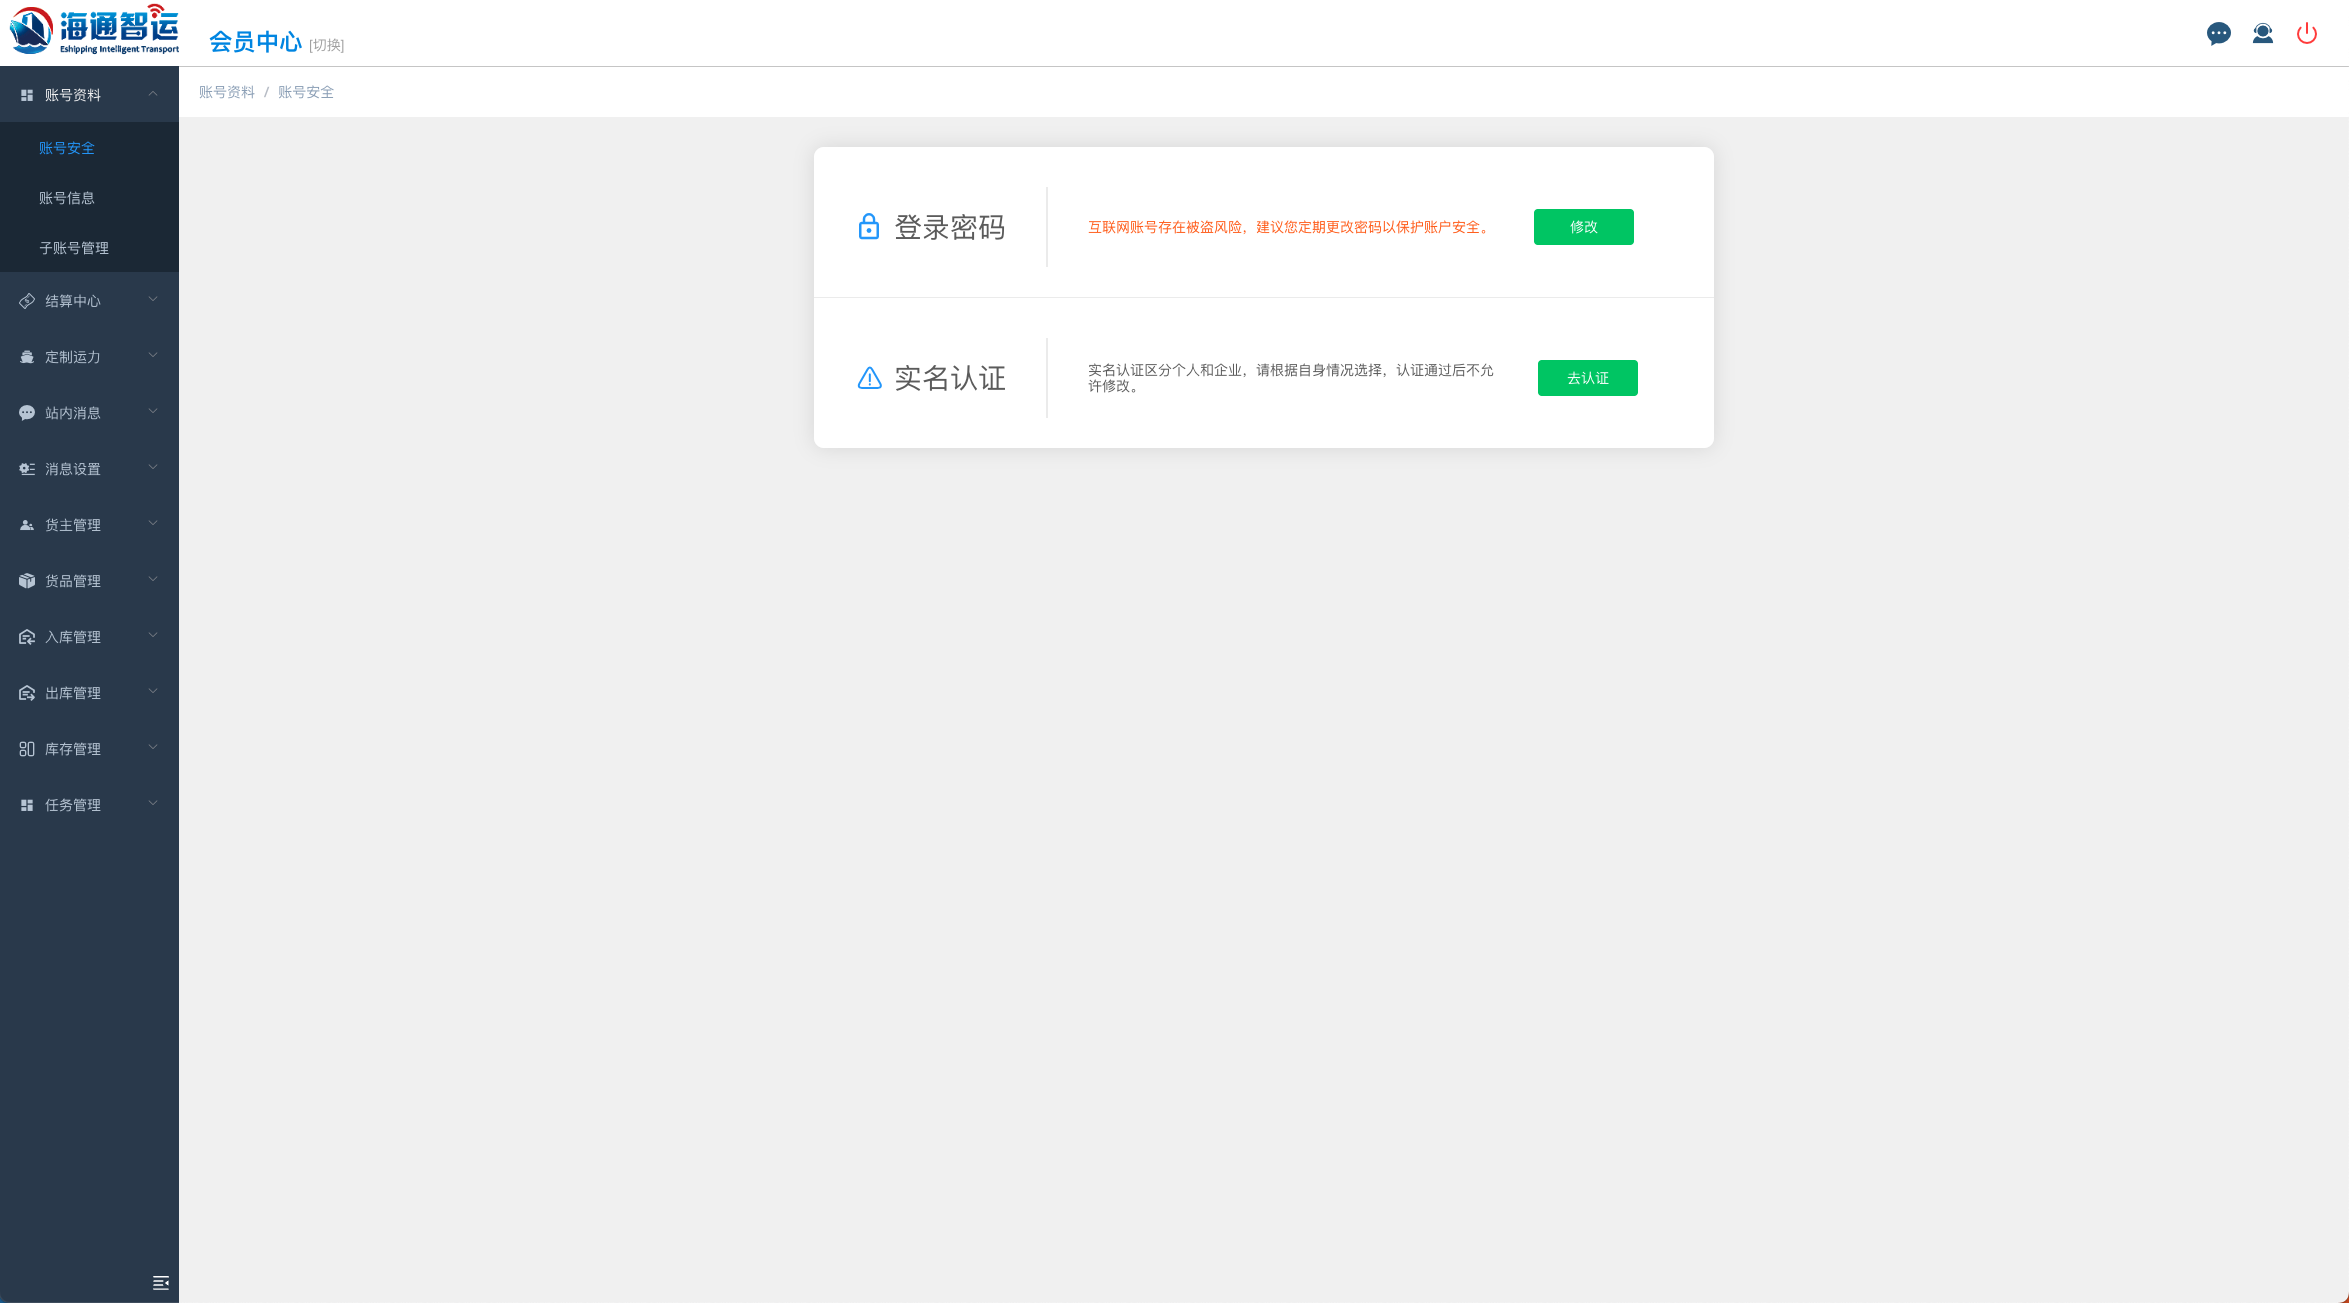 海通智运
Eshipping Intelligent Transport
会员中心 [切换]
账号资料
账号安全
账号信息
子账号管理
结算中心
定制运力
站内消息
消息设置
货主管理
货品管理
入库管理
出库管理
库存管理
任务管理
账号资料 / 账号安全
登录密码
互联网账号存在被盗风险，建议您定期更改密码以保护账户安全。
修改
实名认证
实名认证区分个人和企业，请根据自身情况选择，认证通过后不允
许修改。
去认证